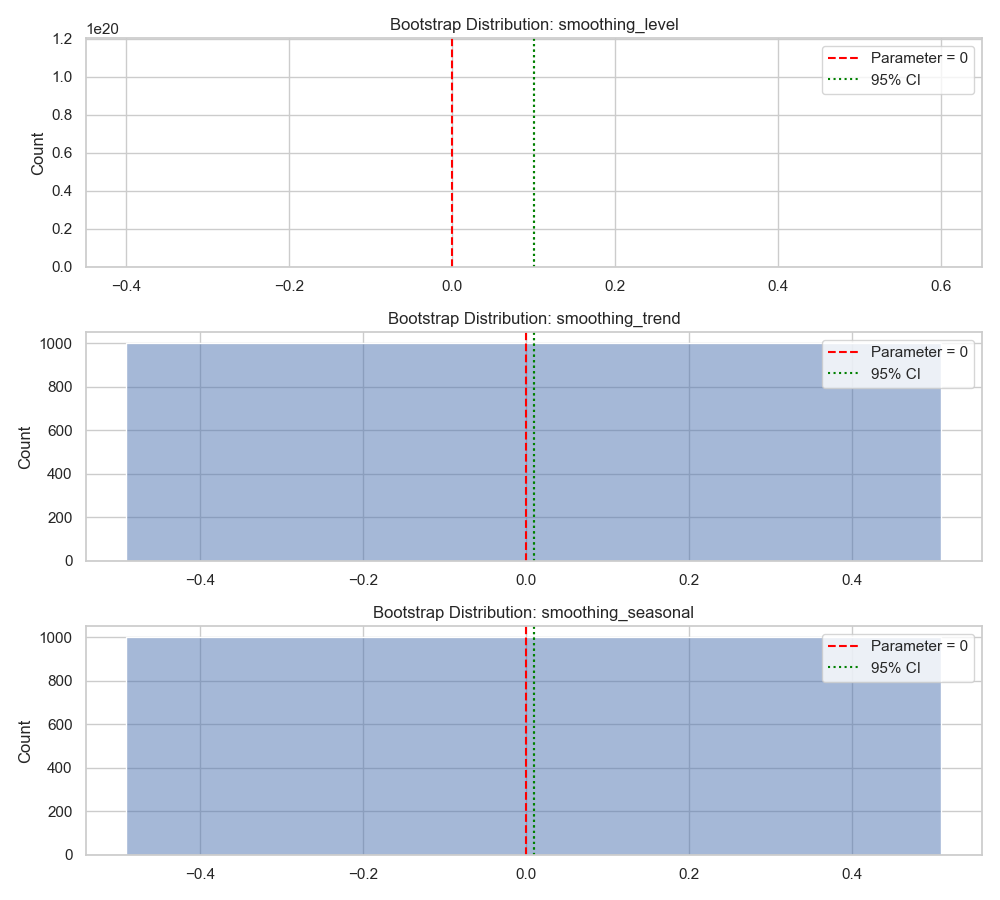 Bootstrap Distribution: smoothing_level
1e20
1.2
1.0
0.8
0.6
0.4
0.2
0.0
Count
Parameter = 0
95% CI
−0.4 −0.2 0.0 0.2 0.4 0.6
Bootstrap Distribution: smoothing_trend
1000
800
600
400
200
0
Count
Parameter = 0
95% CI
−0.4 −0.2 0.0 0.2 0.4
Bootstrap Distribution: smoothing_seasonal
1000
800
600
400
200
0
Count
Parameter = 0
95% CI
−0.4 −0.2 0.0 0.2 0.4